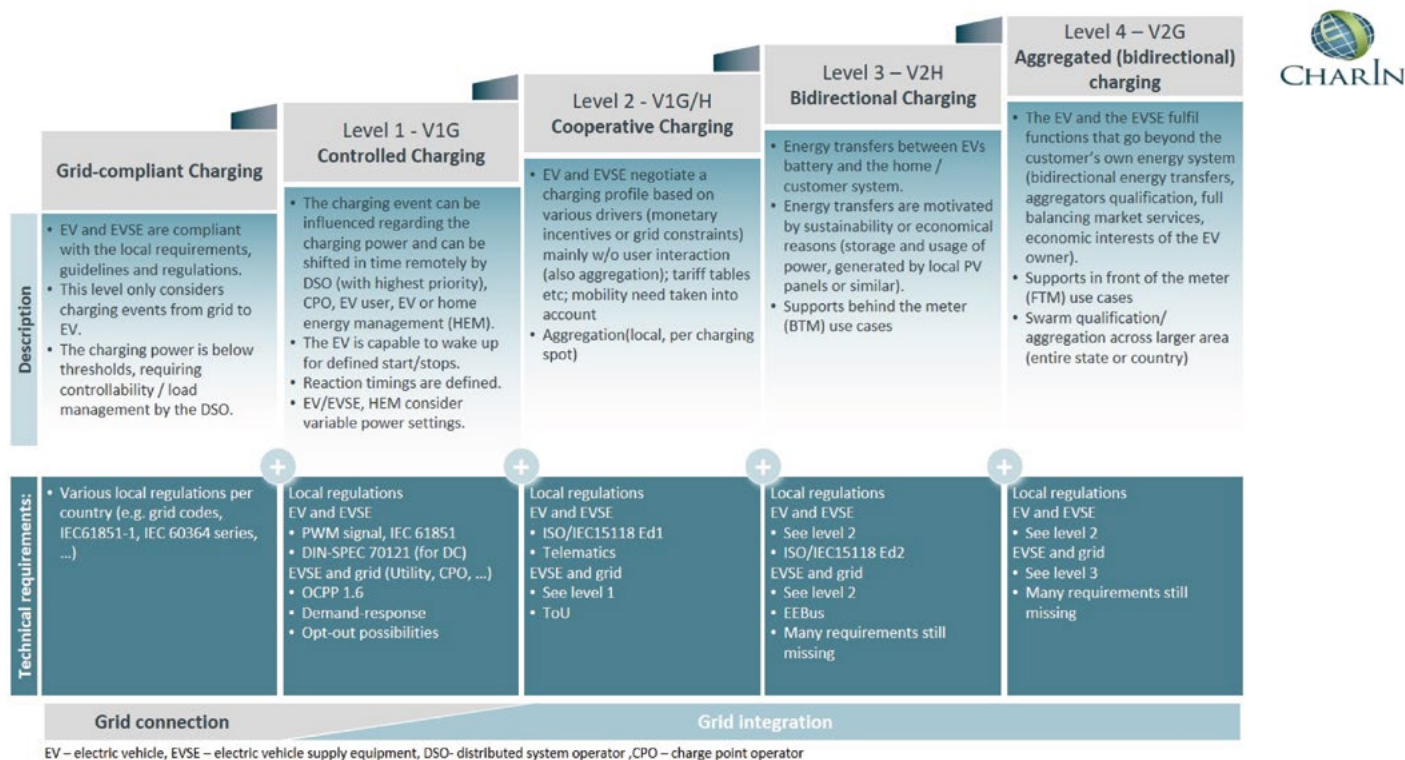 CHARIN
Grid-compliant Charging
Level 1 - V1G
Controlled Charging
Level 2 - V1G/H
Cooperative Charging
Level 3 – V2H
Bidirectional Charging
Level 4 – V2G
Aggregated (bidirectional)
charging
Description
• EV and EVSE are compliant
with the local requirements,
guidelines and regulations.
• This level only considers
charging events from grid to
EV.
• The charging power is below
thresholds, requiring
controllability / load
management by the DSO.
• The charging event can be
influenced regarding the
charging power and can be
shifted in time remotely by
DSO (with highest priority),
CPO, EV user, EV or home
energy management (HEM).
• The EV is capable to wake up
for defined start/stops.
• Reaction timings are defined.
• EV/EVSE, HEM consider
variable power settings.
• EV and EVSE negotiate a
charging profile based on
various drivers (monetary
incentives or grid constraints)
mainly w/o user interaction
(also aggregation); tariff tables
etc; mobility need taken into
account
• Aggregation(local, per charging
spot)
• Energy transfers between EVs
battery and the home /
customer system.
• Energy transfers are motivated
by sustainability or economical
reasons (storage and usage of
power, generated by local PV
panels or similar).
• Supports behind the meter
(BTM) use cases
• The EV and the EVSE fulfil
functions that go beyond the
customer's own energy system
(bidirectional energy transfers,
aggregators qualification, full
balancing market services,
economic interests of the EV
owner).
• Supports in front of the meter
(FTM) use cases
• Swarm qualification/
aggregation across larger area
(entire state or country)
Technical requirements:
• Various local regulations per
country (e.g. grid codes,
IEC61851-1, IEC 60364 series,
...)
+
Local regulations
EV and EVSE
• PWM signal, IEC 61851
• DIN-SPEC 70121 (for DC)
EVSE and grid (Utility, CPO, ...)
• OCPP 1.6
• Demand-response
• Opt-out possibilities
+
Local regulations
EV and EVSE
• ISO/IEC15118 Ed1
• Telematics
EVSE and grid
• See level 1
• ToU
+
Local regulations
EV and EVSE
• See level 2
• ISO/IEC15118 Ed2
EVSE and grid
• See level 2
• EEBus
• Many requirements still
missing
+
Local regulations
EV and EVSE
• See level 2
EVSE and grid
• See level 3
• Many requirements still
missing
Grid connection
Grid integration
EV – electric vehicle, EVSE – electric vehicle supply equipment, DSO- distributed system operator ,CPO – charge point operator